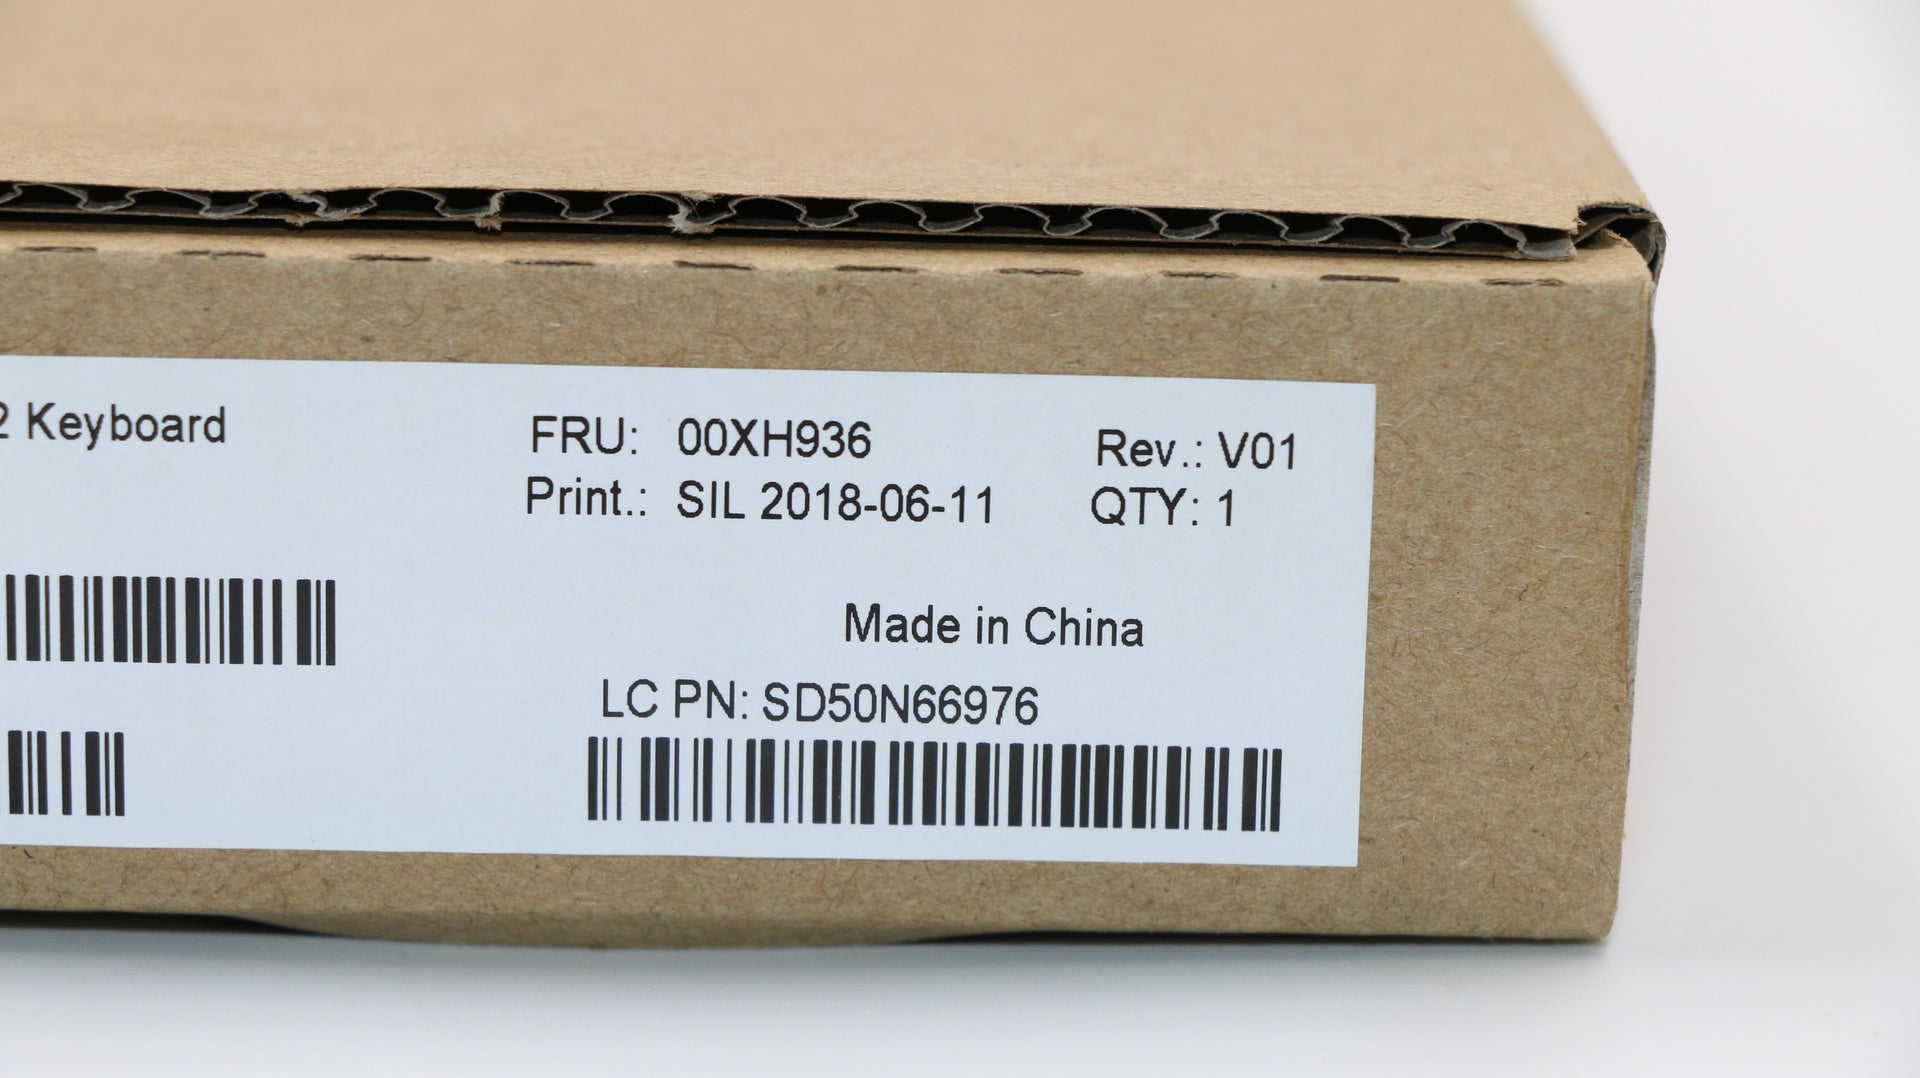 2 Keyboard
FRU: 00XH936
Rev.: V01
Print.: SIL 2018-06-11
QTY: 1
Made in China
LC PN: SD50N66976